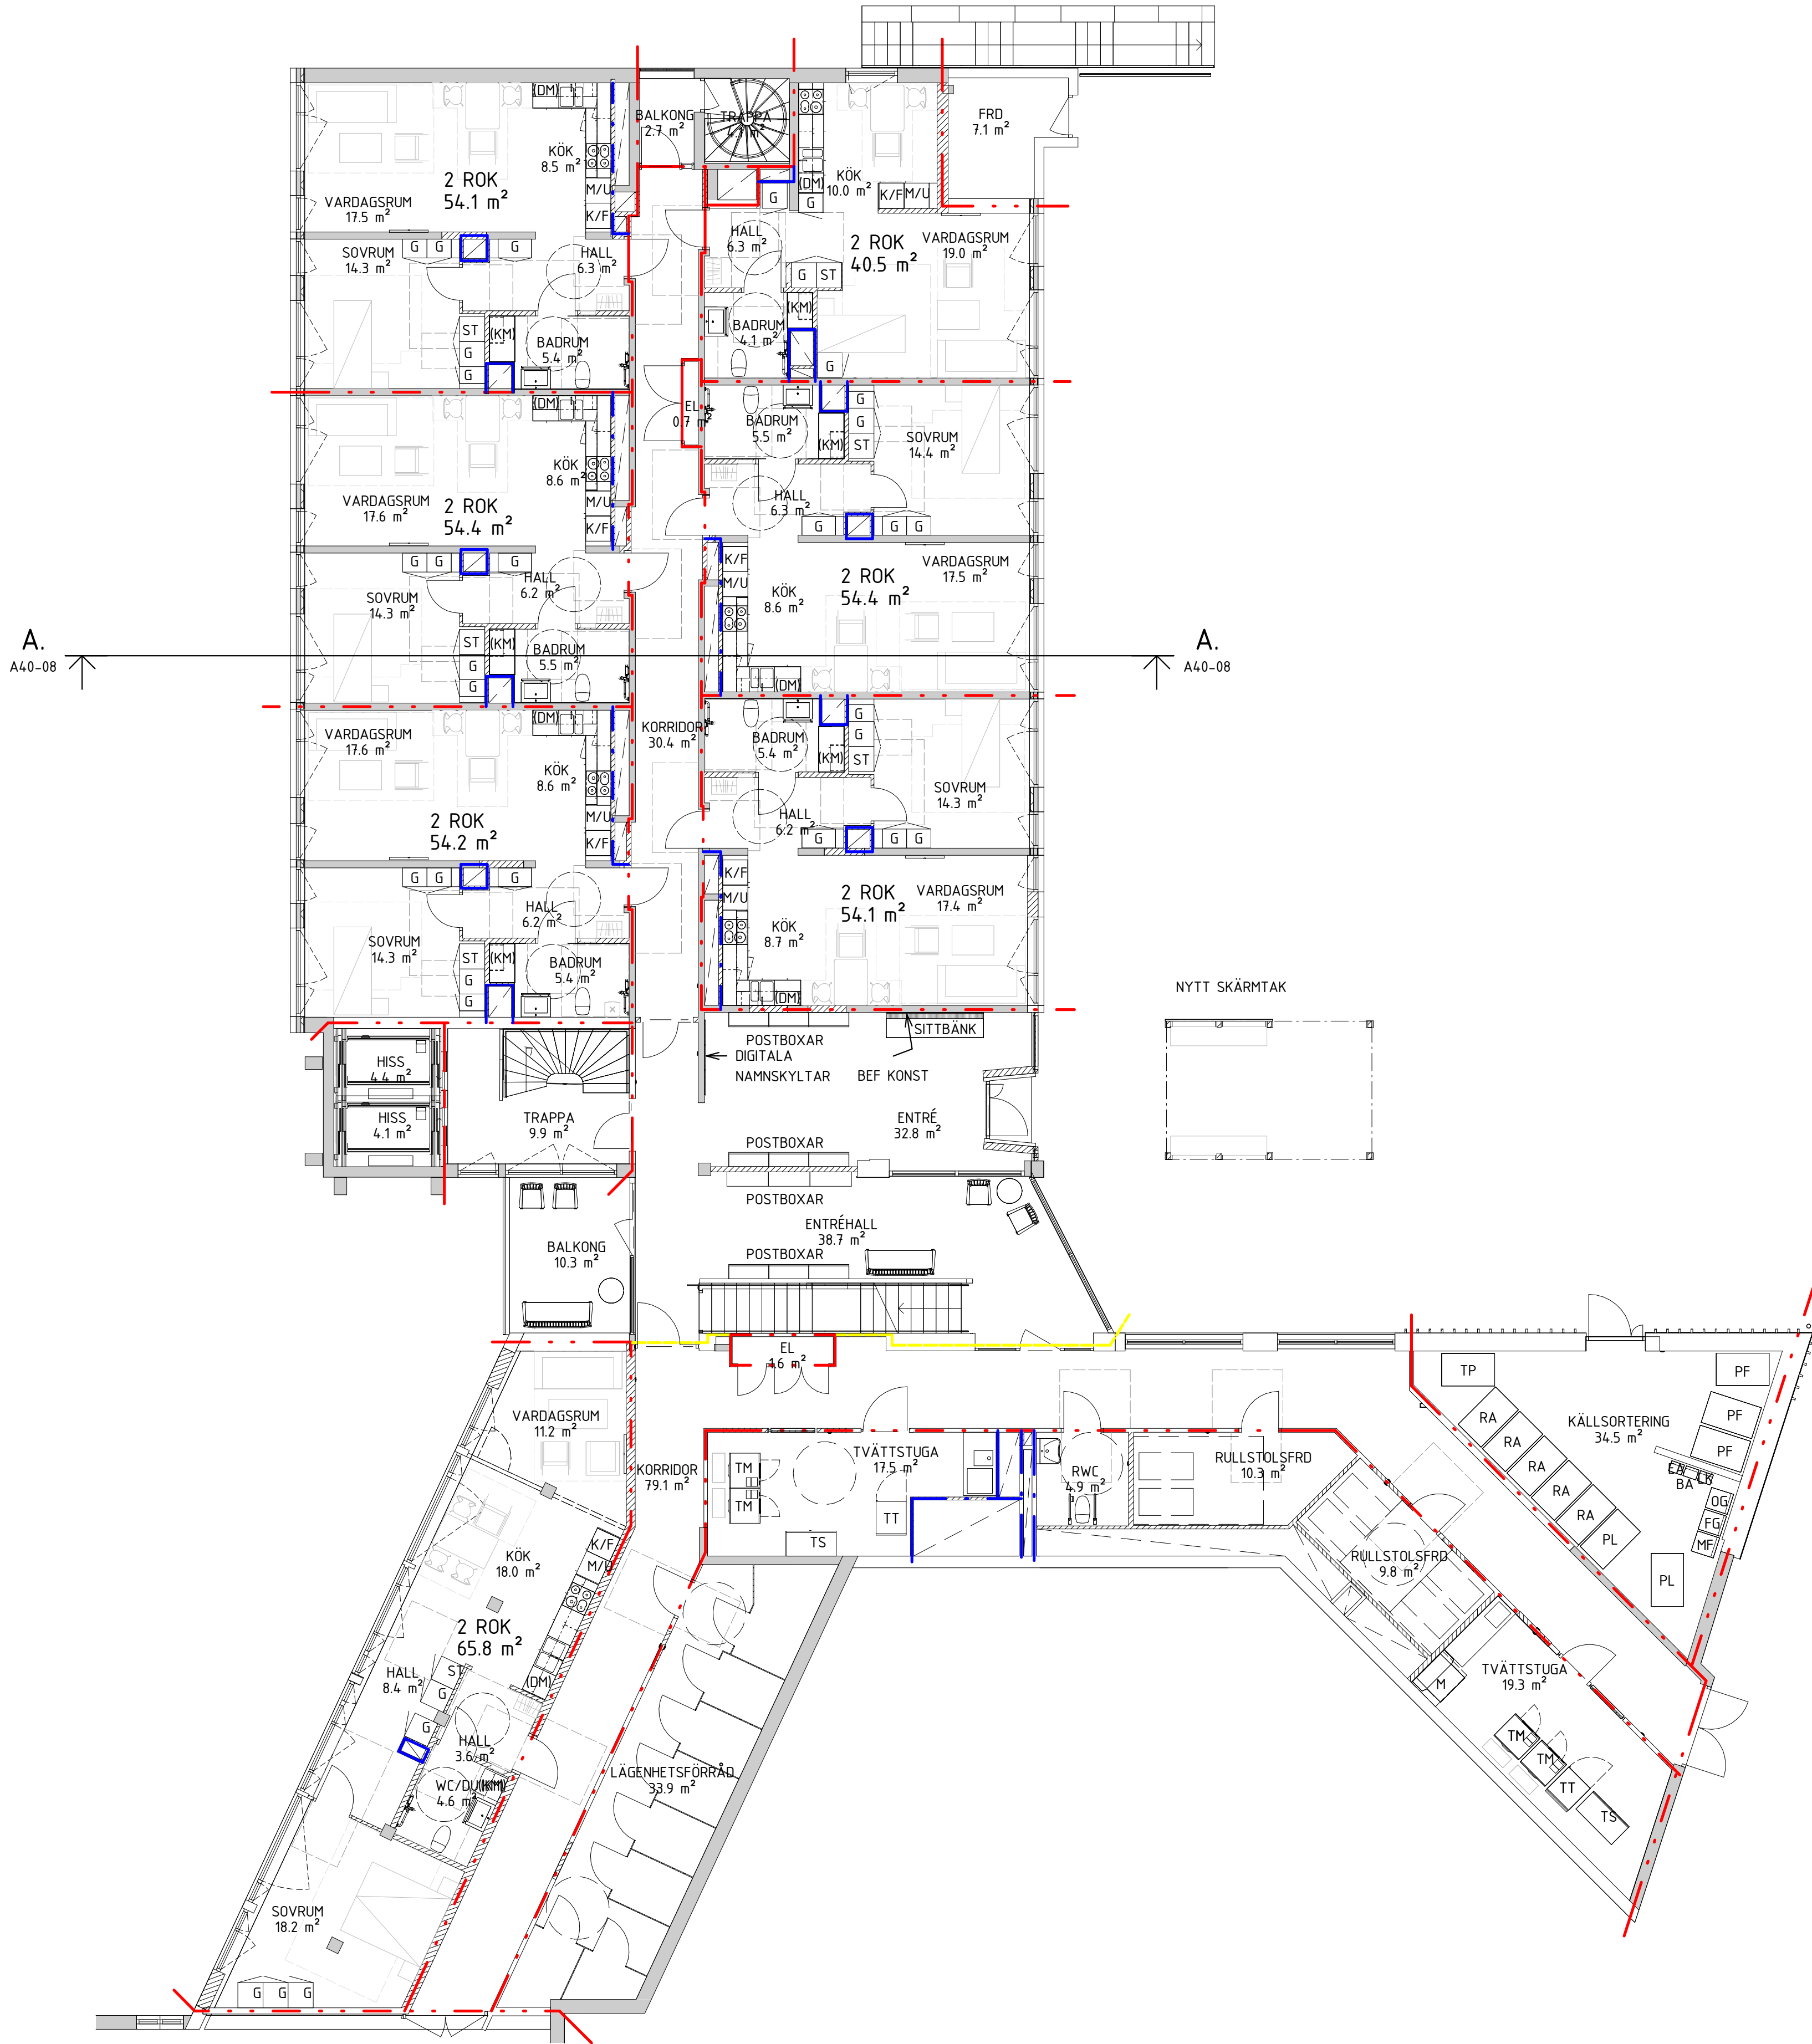 FRD
7.1 m²
BALKONG
2.7 m²
TRAPPA
4.1 m²
(DM)
KÖK
8.5 m²
2 ROK
54.1 m²
M/U
K/F
VARDAGSRUM
17.5 m²
KÖK
10.0 m²
(DM)
G
G
K/F
M/U
HALL
6.3 m²
2 ROK
40.5 m²
VARDAGSRUM
19.0 m²
G
ST
SOVRUM
14.3 m²
G
G
G
HALL
6.3 m²
ST
G
G
(KM)
BADRUM
5.4 m²
(KM)
BADRUM
4.1 m²
G
EL
0.7 m²
(DM)
KÖK
8.6 m²
VARDAGSRUM
17.6 m²
2 ROK
54.4 m²
M/U
K/F
BADRUM
5.5 m²
(KM)
G
G
ST
SOVRUM
14.4 m²
HALL
6.3 m²
G
G
G
G
G
G
HALL
6.2 m²
SOVRUM
14.3 m²
ST
G
G
(KM)
BADRUM
5.5 m²
K/F
M/U
KÖK
8.6 m²
2 ROK
54.4 m²
VARDAGSRUM
17.5 m²
(DM)
A.
A40-08
A.
A40-08
(DM)
VARDAGSRUM
17.6 m²
KÖK
8.6 m²
2 ROK
54.2 m²
M/U
K/F
KORRIDOR
30.4 m²
BADRUM
5.4 m²
(KM)
G
G
ST
SOVRUM
14.3 m²
HALL
6.2 m²
G
G
G
G
G
G
HALL
6.2 m²
SOVRUM
14.3 m²
ST
G
G
(KM)
BADRUM
5.4 m²
K/F
M/U
KÖK
8.7 m²
2 ROK
54.1 m²
VARDAGSRUM
17.4 m²
(DM)
NYTT SKÄRMTAK
HISS
4.4 m²
HISS
4.1 m²
TRAPPA
9.9 m²
POSTBOXAR
SITTBÄNK
DIGITALA
NAMNSKYLTAR
BEF KONST
ENTRÉ
32.8 m²
POSTBOXAR
POSTBOXAR
ENTRÉHALL
38.7 m²
POSTBOXAR
BALKONG
10.3 m²
EL
1.6 m²
VARDAGSRUM
11.2 m²
KORRIDOR
79.1 m²
TM
TM
TVÄTTSTUGA
17.5 m²
TT
TS
RWC
4.9 m²
RULLSTOLSFRD
10.3 m²
TP
RA
RA
RA
RA
RA
PL
PL
KÄLLSORTERING
34.5 m²
PF
PF
PF
BA
LK
OG
FG
MF
RULLSTOLSFRD
9.8 m²
TVÄTTSTUGA
19.3 m²
M
TM
TM
TT
TS
KÖK
18.0 m²
K/F
M/U
2 ROK
65.8 m²
(DM)
HALL
8.4 m²
ST
G
G
HALL
3.6 m²
(KM)
4.6 m²
LÄGENHETSFÖRRÅD
33.9 m²
SOVRUM
18.2 m²
G
G
G